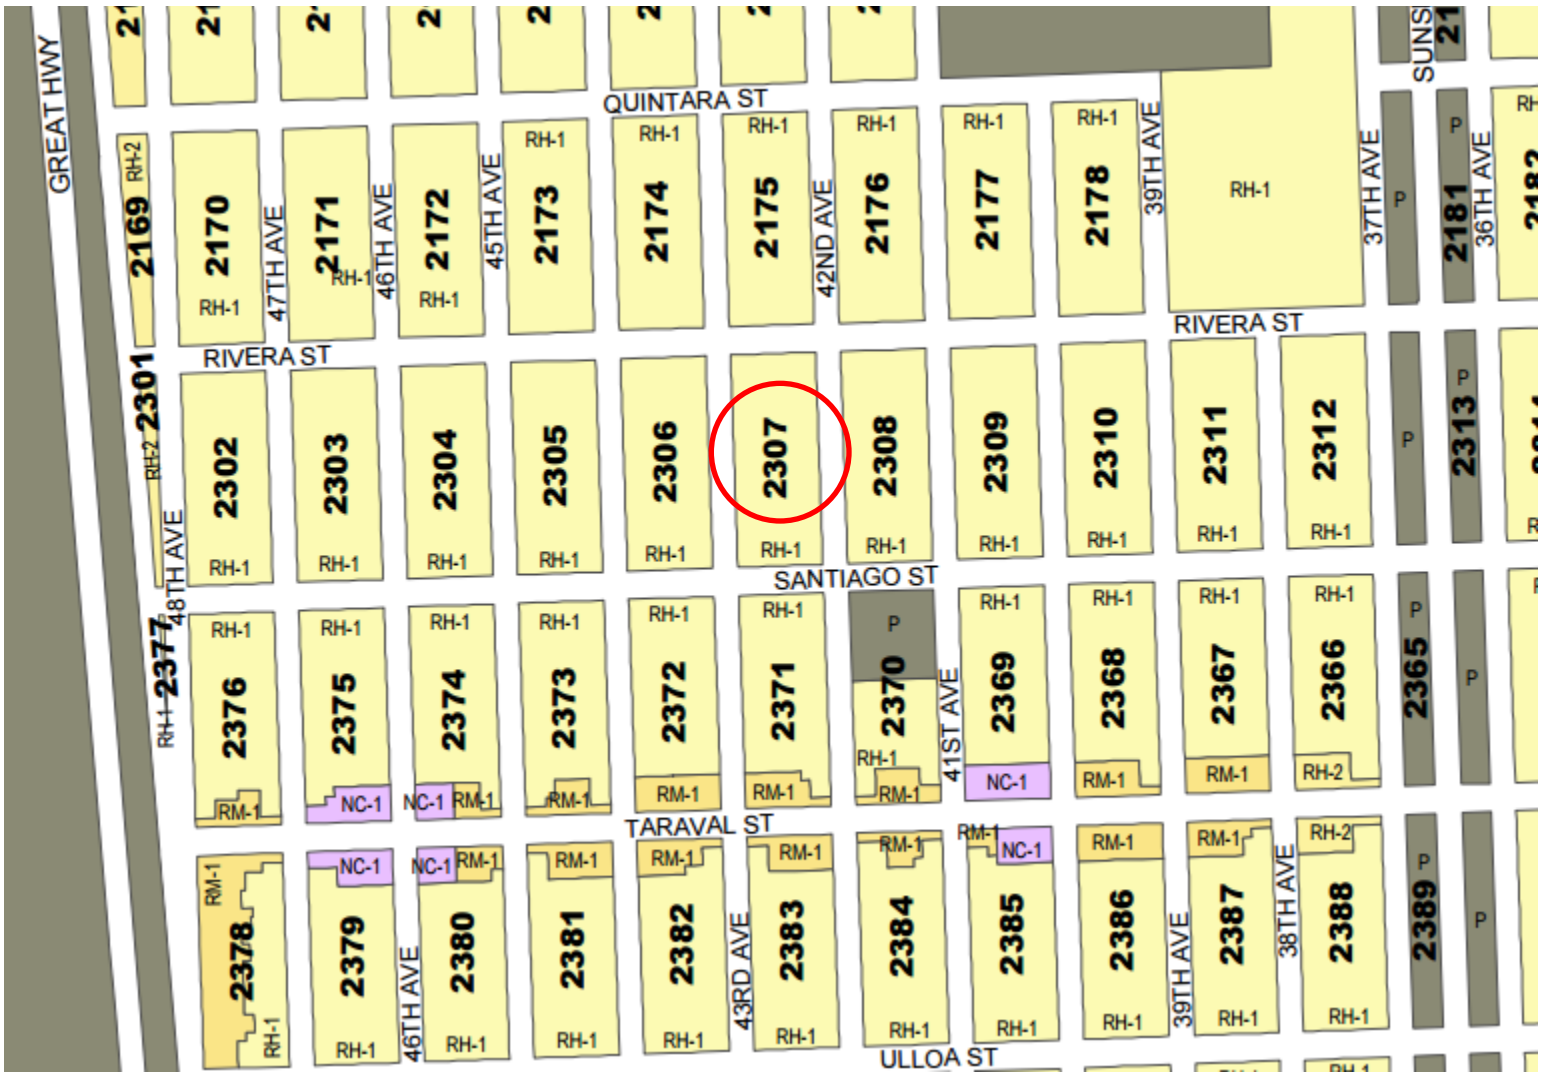 GREAT HWY
SUNS
QUINTARA ST
RH-2
2169
2170
RH-1
47TH AVE
2171
RH-1
46TH AVE
2172
RH-1
45TH AVE
RH-1
2173
RH-1
2174
RH-1
2175
42ND AVE
RH-1
2176
RH-1
2177
RH-1
2178
39TH AVE
RH-1
37TH AVE
P
P
2181
36TH AVE
RH
2182
RIVERA ST
RIVERA ST
2301
RH-2
48TH AVE
2302
RH-1
2303
RH-1
2304
RH-1
2305
RH-1
2306
RH-1
2307
RH-1
2308
RH-1
2309
RH-1
2310
RH-1
2311
RH-1
2312
RH-1
P
P
2313
SANTIAGO ST
2377
RH-1
RH-1
2376
RM-1
RH-1
2375
NC-1
RH-1
2374
NC-1
RM-1
RH-1
2373
RM-1
RH-1
2372
RM-1
RH-1
2371
RM-1
P
2370
RH-1
RM-1
41ST AVE
RH-1
2369
NC-1
RH-1
2368
RM-1
RH-1
2367
RM-1
RH-1
2366
RH-2
P
2365
P
TARAVAL ST
RM-1
2378
RH-1
NC-1
2379
RH-1
46TH AVE
NC-1
RM-1
2380
RH-1
RM-1
2381
RH-1
RM-1
2382
RH-1
43RD AVE
RM-1
2383
RM-1
2384
RH-1
RM-1
NC-1
2385
RH-1
RM-1
2386
RH-1
39TH AVE
RM-1
2387
RH-1
38TH AVE
RH-2
2388
RH-1
P
2389
P
ULLOA ST